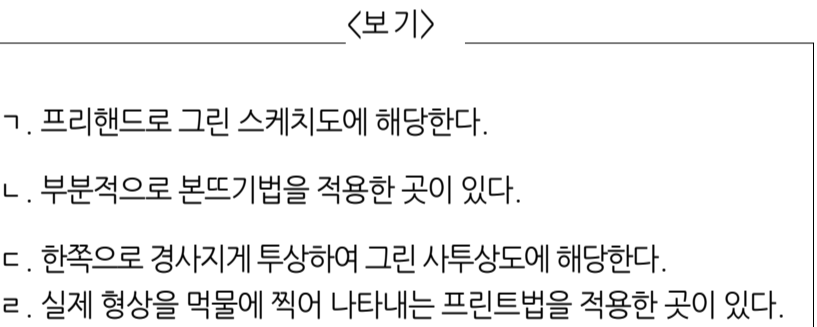 <보기>
ㄱ. 프리핸드로 그린 스케치도에 해당한다.
ㄴ. 부분적으로 본뜨기법을 적용한 곳이 있다.
ㄷ. 한쪽으로 경사지게 투상하여 그린 사투상도에 해당한다.
ㄹ. 실제 형상을 먹물에 찍어 나타내는 프린트법을 적용한 곳이 있다.